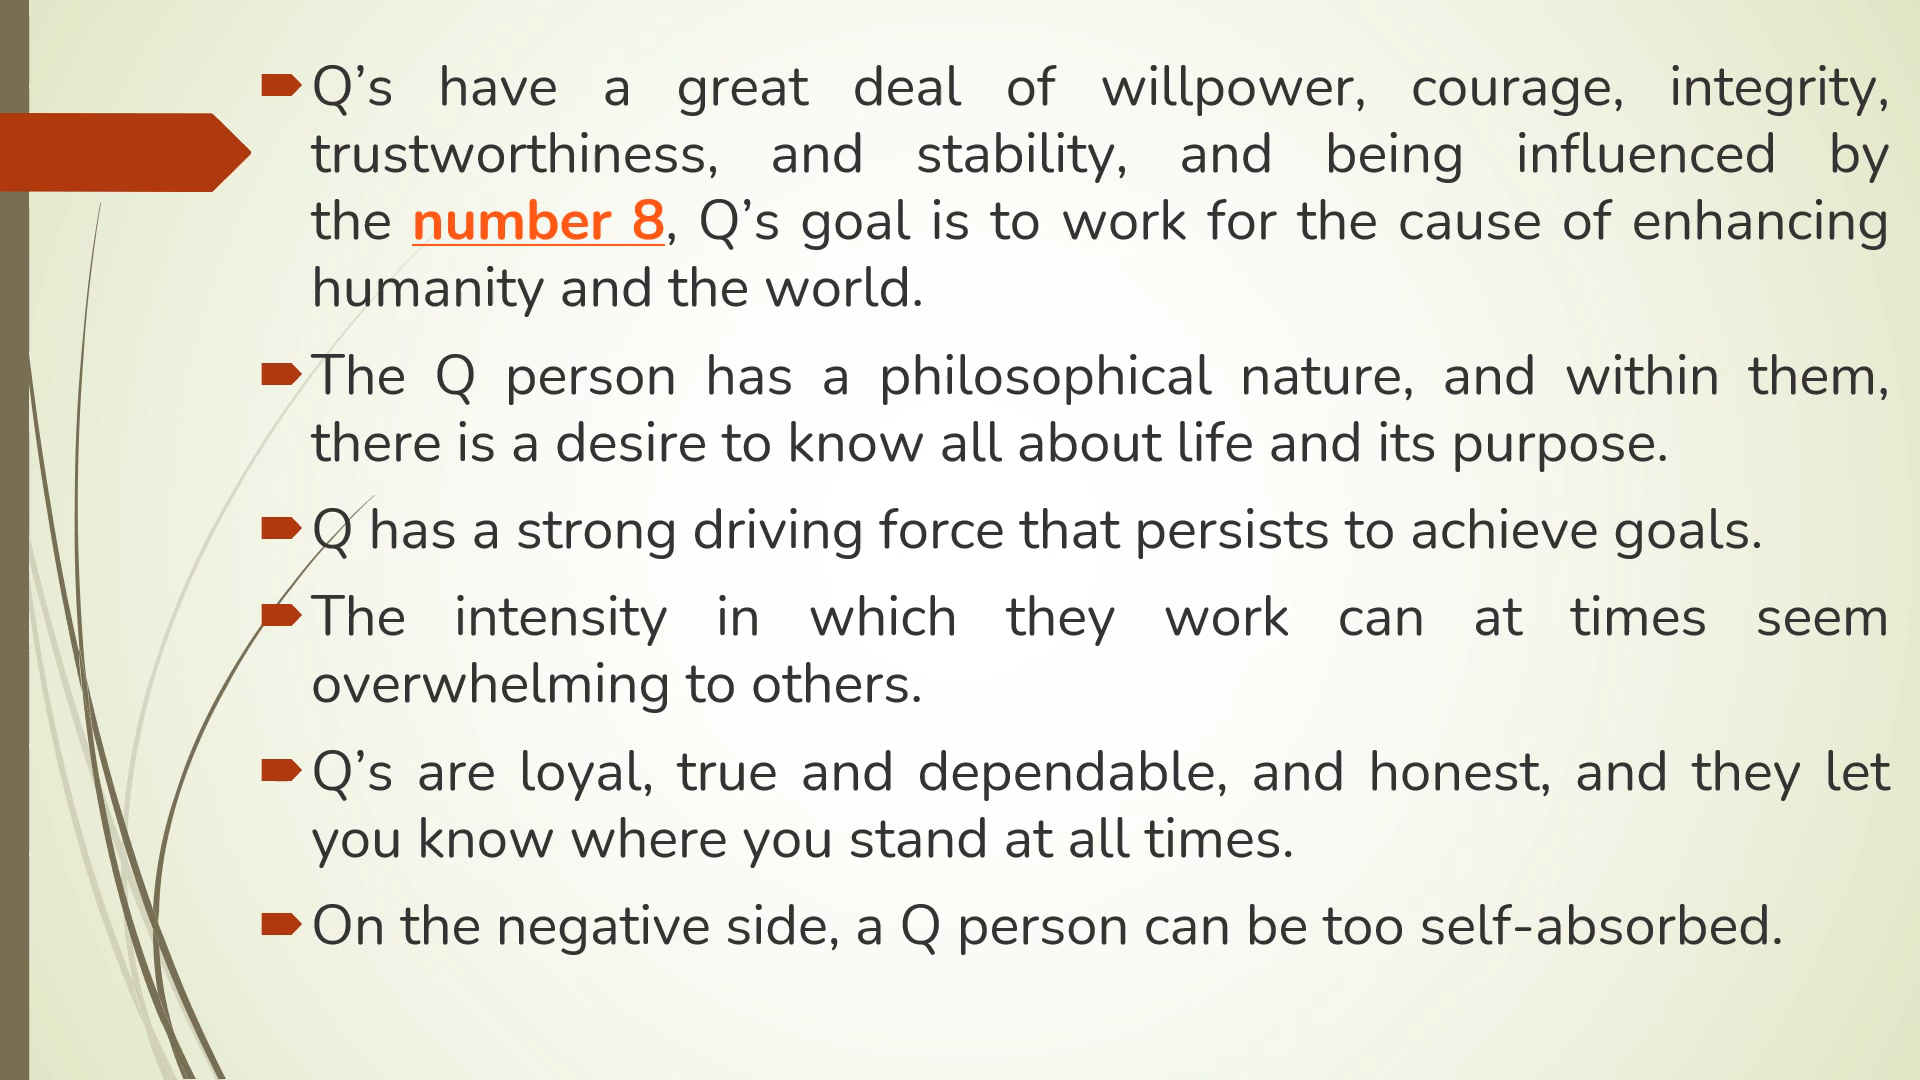 Q’s have a great deal of willpower, courage, integrity,
trustworthiness, and stability, and being influenced by
the number 8, Q’s goal is to work for the cause of enhancing
humanity and the world.
The Q person has a philosophical nature, and within them,
there is a desire to know all about life and its purpose.
Q has a strong driving force that persists to achieve goals.
The intensity in which they work can at times seem
overwhelming to others.
Q’s are loyal, true and dependable, and honest, and they let
you know where you stand at all times.
On the negative side, a Q person can be too self-absorbed.